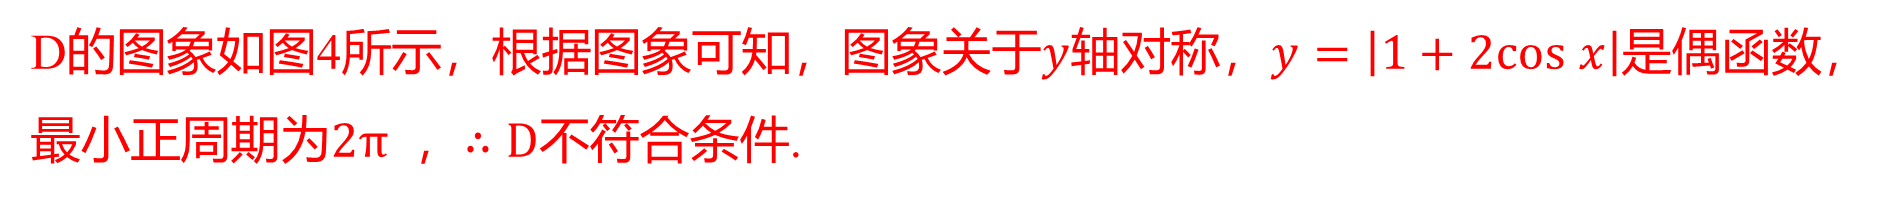 D的图象如图4所示，根据图象可知，图象关于y轴对称，y = |1 + 2cos x|是偶函数，
最小正周期为2π ，∴ D不符合条件.